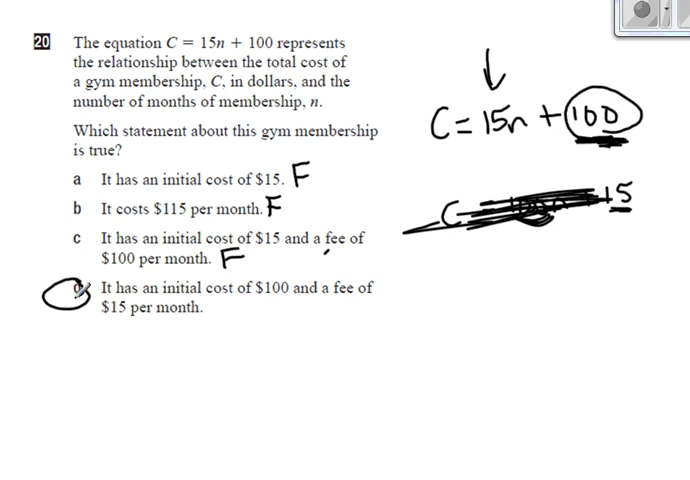 20 The equation C = 15n + 100 represents
the relationship between the total cost of
a gym membership, C, in dollars, and the
number of months of membership, n.
Which statement about this gym membership
is true?
a It has an initial cost of $15. F
b It costs $115 per month. F
c It has an initial cost of $15 and a fee of
$100 per month. F
It has an initial cost of $100 and a fee of
$15 per month.
C = 15n + 100
C 15